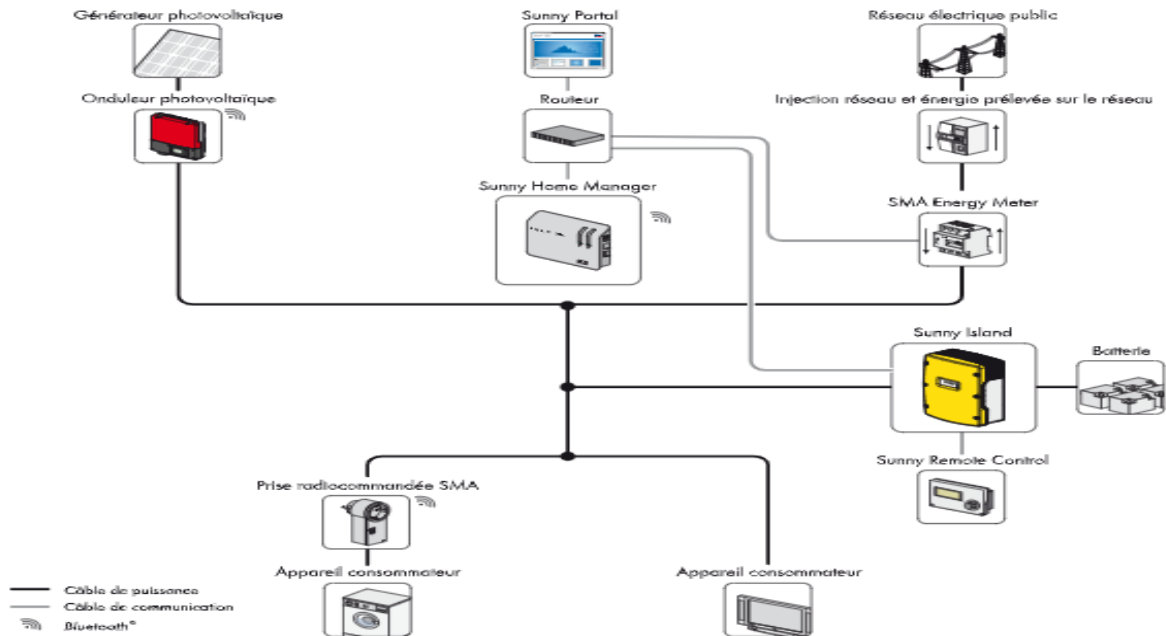 Générateur photovoltaïque
Sunny Portal
Réseau électrique public
Onduleur photovoltaïque
Routeur
Injection réseau et énergie prélevée sur le réseau
Sunny Home Manager
SMA Energy Meter
Sunny Island
Batterie
Sunny Remote Control
Prise radiocommandée SMA
Appareil consommateur
Appareil consommateur
Câble de puissance
Câble de communication
Bluetooth®